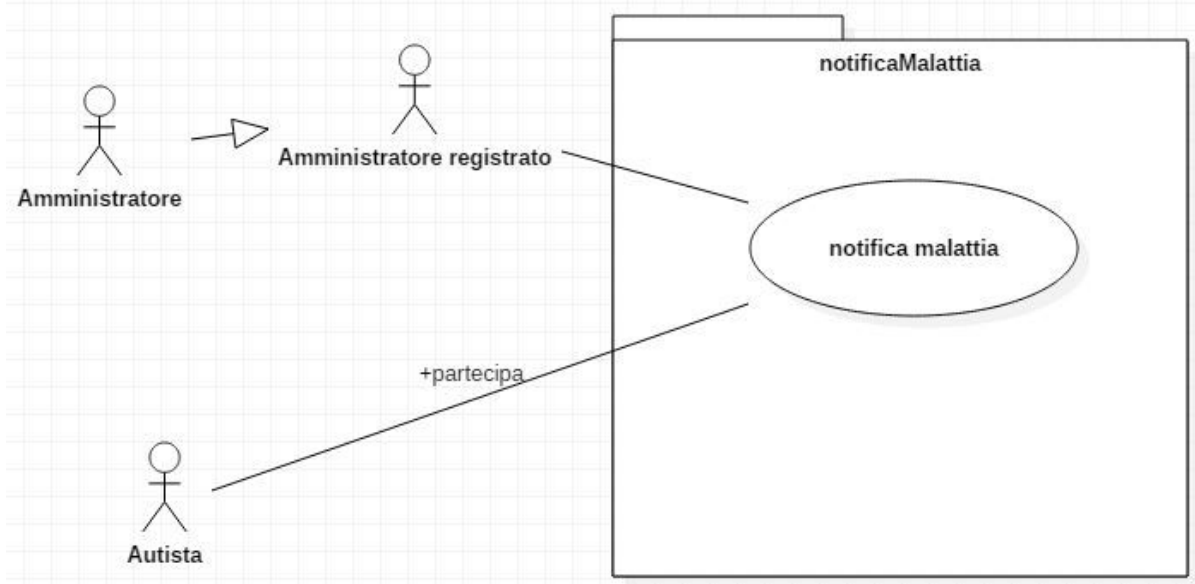 notificaMalattia
Amministratore registrato
Amministratore
notifica malattia
+partecipa
Autista